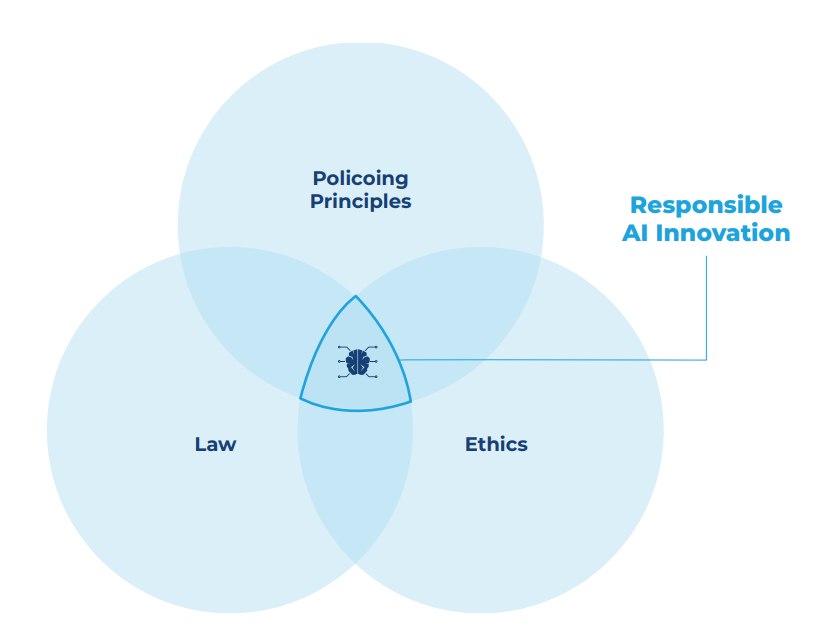 Policoing
Principles
Responsible
AI Innovation
Law
Ethics